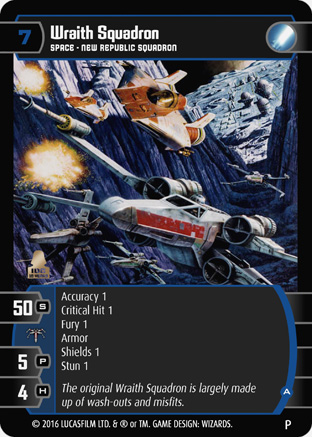 7
Wraith Squadron
SPACE - NEW REPUBLIC SQUADRON
50 S
Accuracy 1
Critical Hit 1
Fury 1
Armor
Shields 1
Stun 1
5 P
4 H
The original Wraith Squadron is largely made
up of wash-outs and misfits.
A
© 2016 LUCASFILM LTD. & ® or TM. GAME DESIGN: WIZARDS.
P